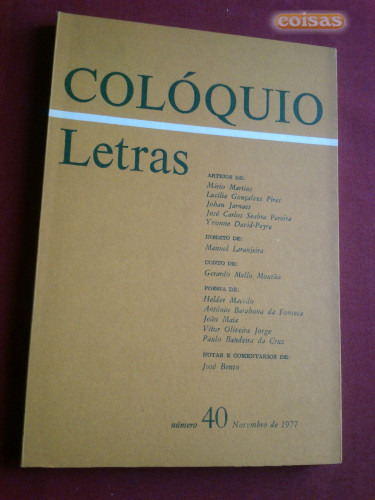 coisas
COLÓQUIO
Letras
ARTIGOS DE:
Mário Martins
Lucília Gonçalves Pires
Johan Jarnaes
José Carlos Seabra Pereira
Yvonne David-Peyre
INÉDITO DE:
Manuel Laranjeira
CONTO DE:
Gerardo Mello Mourão
POESIA DE:
Helder Macedo
António Barahona da Fonseca
João Maia
Vítor Oliveira Jorge
Paulo Bandeira da Cruz
NOTAS E COMENTÁRIOS DE:
José Bento
número 40 Novembro de 1977